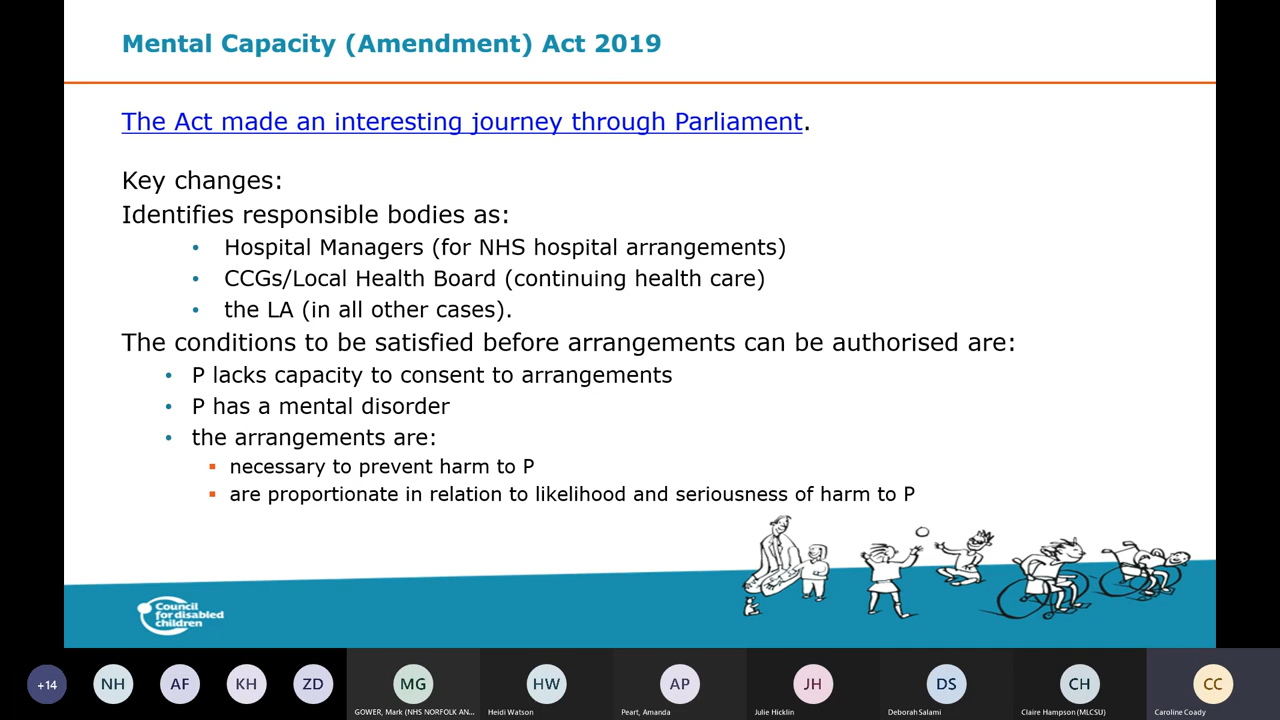 Mental Capacity (Amendment) Act 2019
The Act made an interesting journey through Parliament.
Key changes:
Identifies responsible bodies as:
• Hospital Managers (for NHS hospital arrangements)
• CCGs/Local Health Board (continuing health care)
• the LA (in all other cases).
The conditions to be satisfied before arrangements can be authorised are:
• P lacks capacity to consent to arrangements
• P has a mental disorder
• the arrangements are:
▪ necessary to prevent harm to P
▪ are proportionate in relation to likelihood and seriousness of harm to P
Council
for disabled
children
+14 NH AF KH ZD MG HW AP JH DS CH CC
GOWER, Mark (NHS NORFOLK AN... Heidi Watson Peart, Amanda Julie Hicklin Deborah Salami Claire Hampson (MLCSU) Caroline Coady